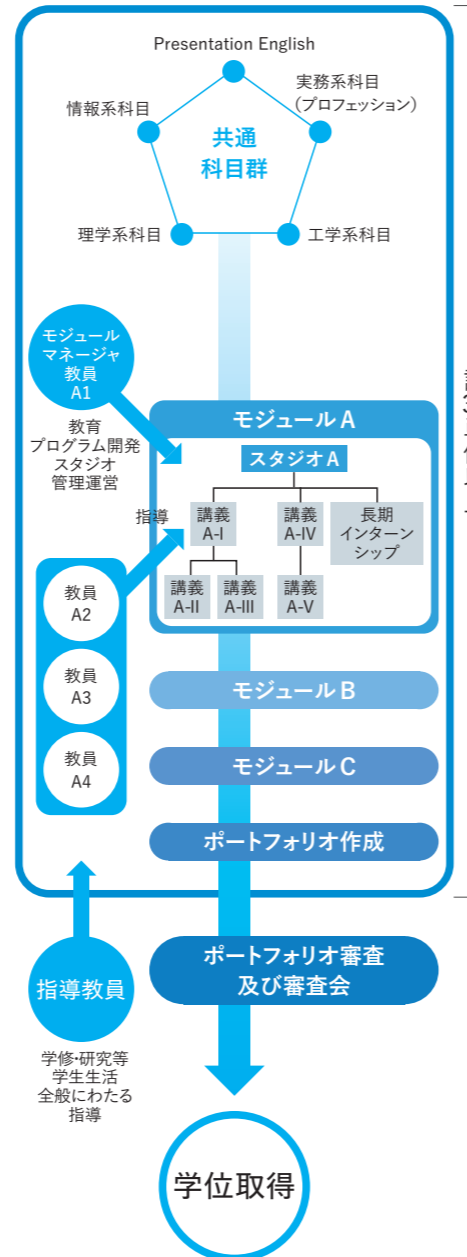 Presentation English
実務系科目
(プロフェッション)
情報系科目
共通
科目群
理学系科目
工学系科目
モジュール
マネージャ
教員
A1
教育
プログラム開発
スタジオ
管理運営
モジュールA
スタジオA
指導
講義
A-I
講義
A-IV
長期
インターン
シップ
講義
A-II
講義
A-III
講義
A-V
教員
A2
教員
A3
教員
A4
モジュールB
モジュールC
ポートフォリオ作成
ポートフォリオ審査
及び審査会
指導教員
学修・研究等
学生生活
全般にわたる
指導
学位取得